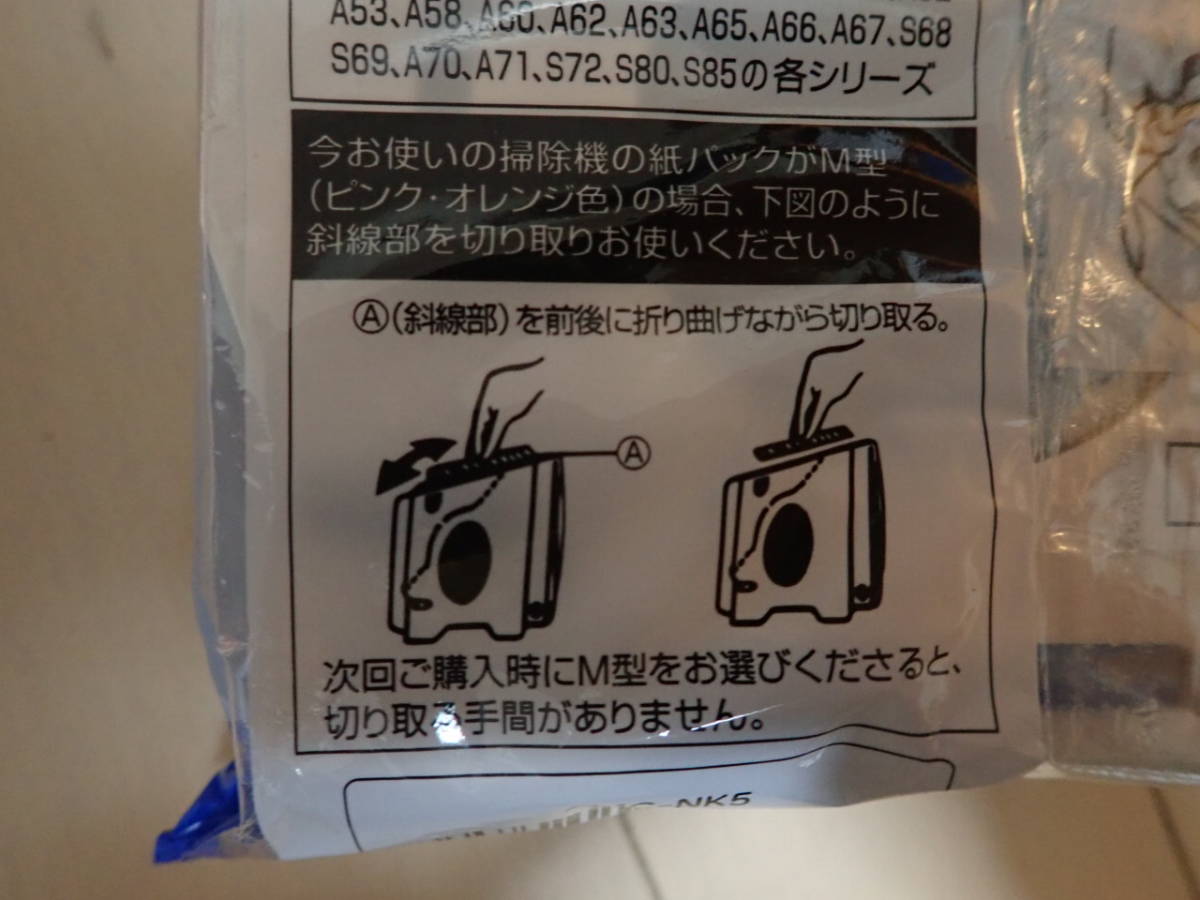 A53、A58、A60、A62、A63、A65、A66、A67、S68
S69、A70、A71、S72、S80、S85の各シリーズ
今お使いの掃除機の紙パックがM型
(ピンク・オレンジ色)の場合、下図のように
斜線部を切り取りお使いください。
Ⓐ(斜線部)を前後に折り曲げながら切り取る。
Ⓐ
次回ご購入時にM型をお選びくださると、
切り取る手間がありません。
NK5